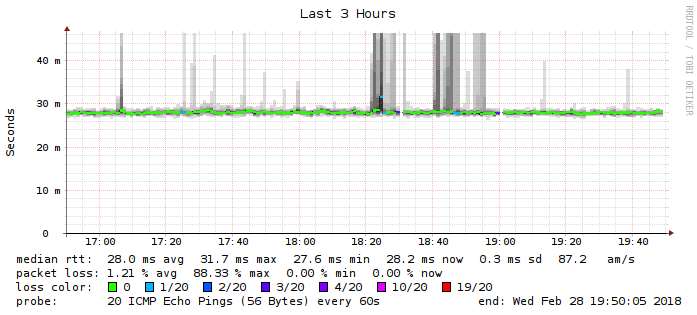 Last 3 Hours
RRDTOOL / TOBI OETIKER
Seconds
40 m
30 m
20 m
10 m
0
17:00 17:20 17:40 18:00 18:20 18:40 19:00 19:20 19:40
median rtt: 28.0 ms avg 31.7 ms max 27.6 ms min 28.2 ms now 0.3 ms sd 87.2 am/s
packet loss: 1.21 % avg 88.33 % max 0.00 % min 0.00 % now
loss color: 0 1/20 2/20 3/20 4/20 10/20 19/20
probe: 20 ICMP Echo Pings (56 Bytes) every 60s end: Wed Feb 28 19:50:05 2018